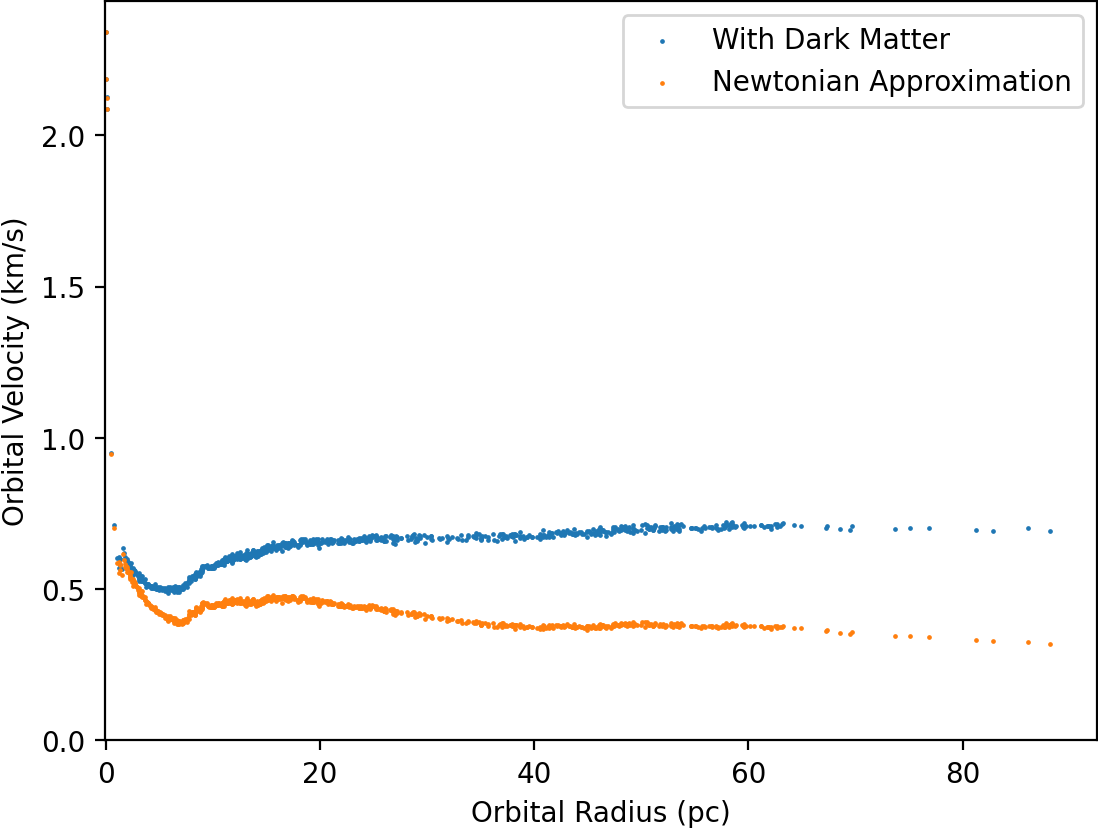 With Dark Matter
Newtonian Approximation
2.0
1.5
1.0
0.5
0.0
Orbital Velocity (km/s)
0 20 40 60 80
Orbital Radius (pc)